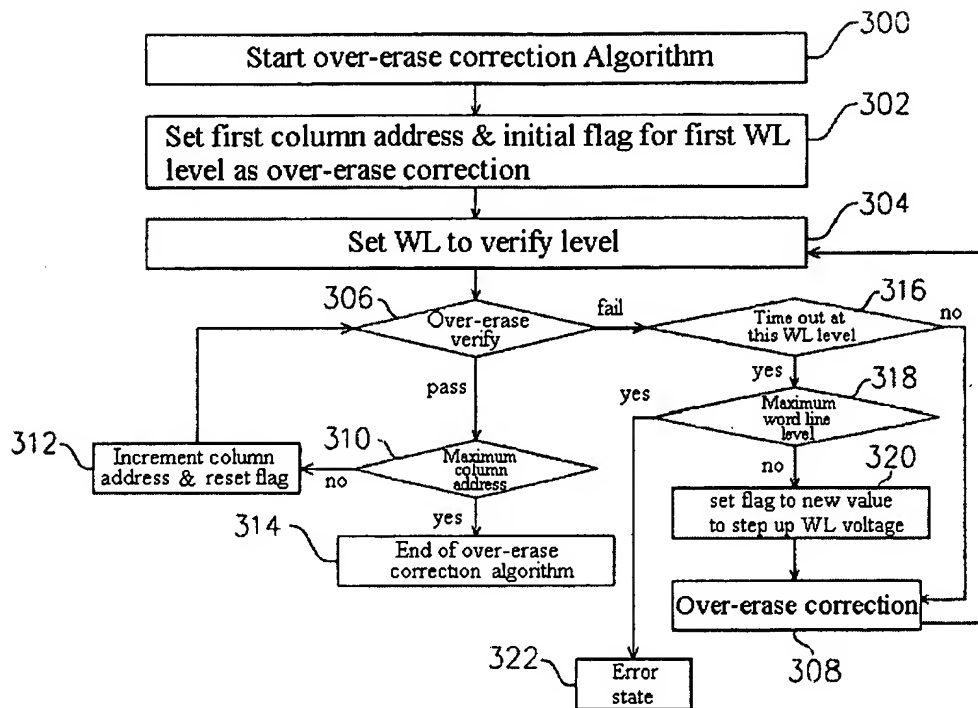 300
Start over-erase correction Algorithm
302
Set first column address & initial flag for first WL
level as over-erase correction
304
Set WL to verify level
306
Over-erase
verify
fail
316
Time out at
this WL level
no
pass
yes
318
Maximum
word line
level
yes
no
312
Increment column
address & reset flag
310
Maximum
column
address
no
yes
320
set flag to new value
to step up WL voltage
314
End of over-erase
correction algorithm
Over-erase correction
308
322
Error
state